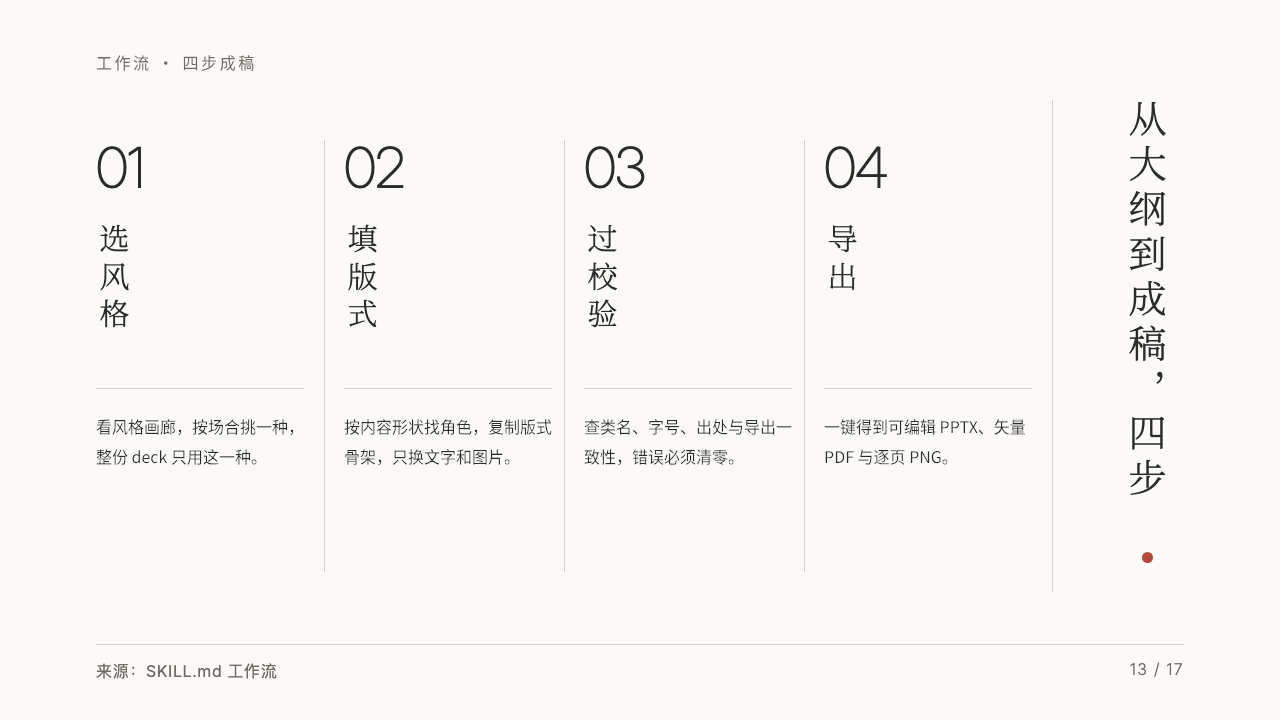 工作流 · 四步成稿
从大纲到成稿，四步
01
选风格
看风格画廊，按场合挑一种，
整份 deck 只用这一种。
02
填版式
按内容形状找角色，复制版式
骨架，只换文字和图片。
03
过校验
查类名、字号、出处与导出一
致性，错误必须清零。
04
导出
一键得到可编辑 PPTX、矢量
PDF 与逐页 PNG。
来源：SKILL.md 工作流
13 / 17